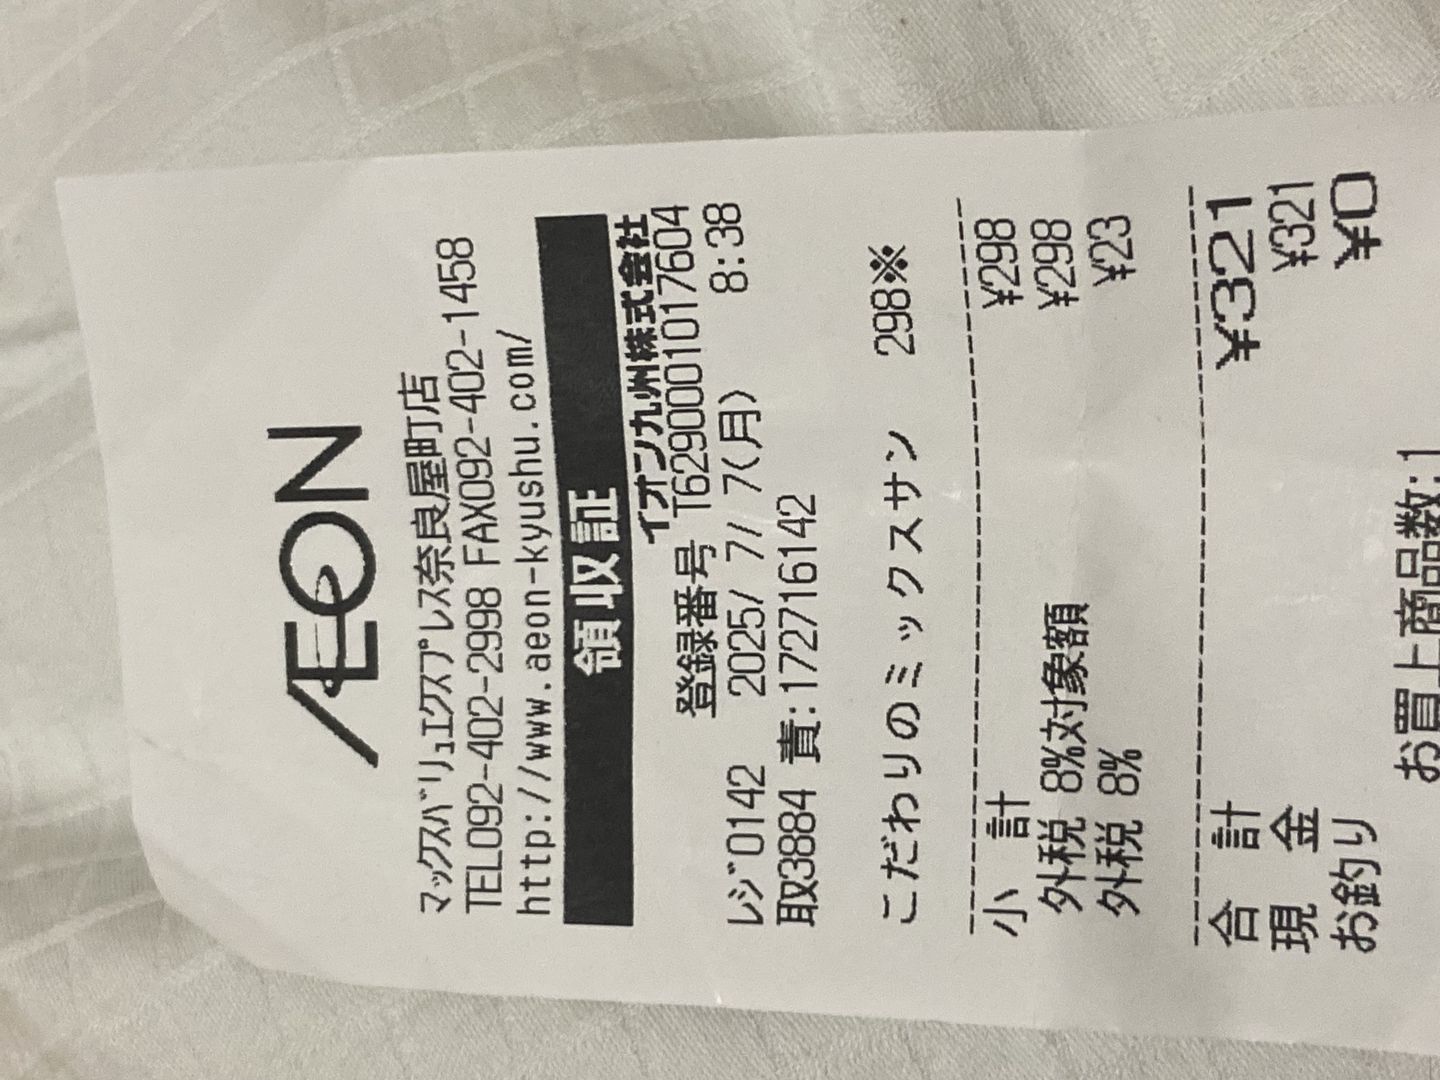 AEON
マックスバリュエクスプレス奈良屋町店
TEL092-402-2998 FAX092-402-1458
http://www.aeon-kyushu.com/
領収証
イオン九州株式会社
登録番号 T6290001017604
レジ0142 2025/ 7/ 7(月) 8:38
取3884 責:172716142
こだわりのミックスサン 298※
小 計 ¥298
外税 8%対象額 ¥298
外税 8% ¥23
合 計 ¥321
現 金 ¥321
お釣り ¥0
お買上商品数:1